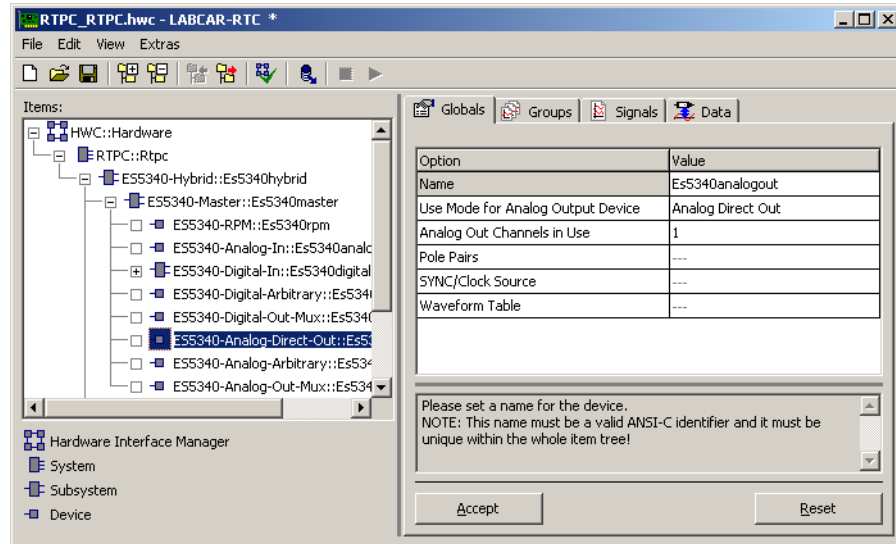 RTPC_RTPC.hwc - LABCAR-RTC *
File Edit View Extras
Items:
HWC::Hardware
RTPC::Rtpc
ES5340-Hybrid::Es5340hybrid
ES5340-Master::Es5340master
ES5340-RPM::Es5340rpm
ES5340-Analog-In::Es5340analo
ES5340-Digital-In::Es5340digital
ES5340-Digital-Arbitrary::Es534
ES5340-Digital-Out-Mux::Es534
ES5340-Analog-Direct-Out::Es5
ES5340-Analog-Arbitrary::Es534
ES5340-Analog-Out-Mux::Es534
Hardware Interface Manager
System
Subsystem
Device
Globals Groups Signals Data
Option Value
Name Es5340analogout
Use Mode for Analog Output Device Analog Direct Out
Analog Out Channels in Use 1
Pole Pairs ---
SYNC/Clock Source ---
Waveform Table ---
Please set a name for the device.
NOTE: This name must be a valid ANSI-C identifier and it must be
unique within the whole item tree!
Accept Reset